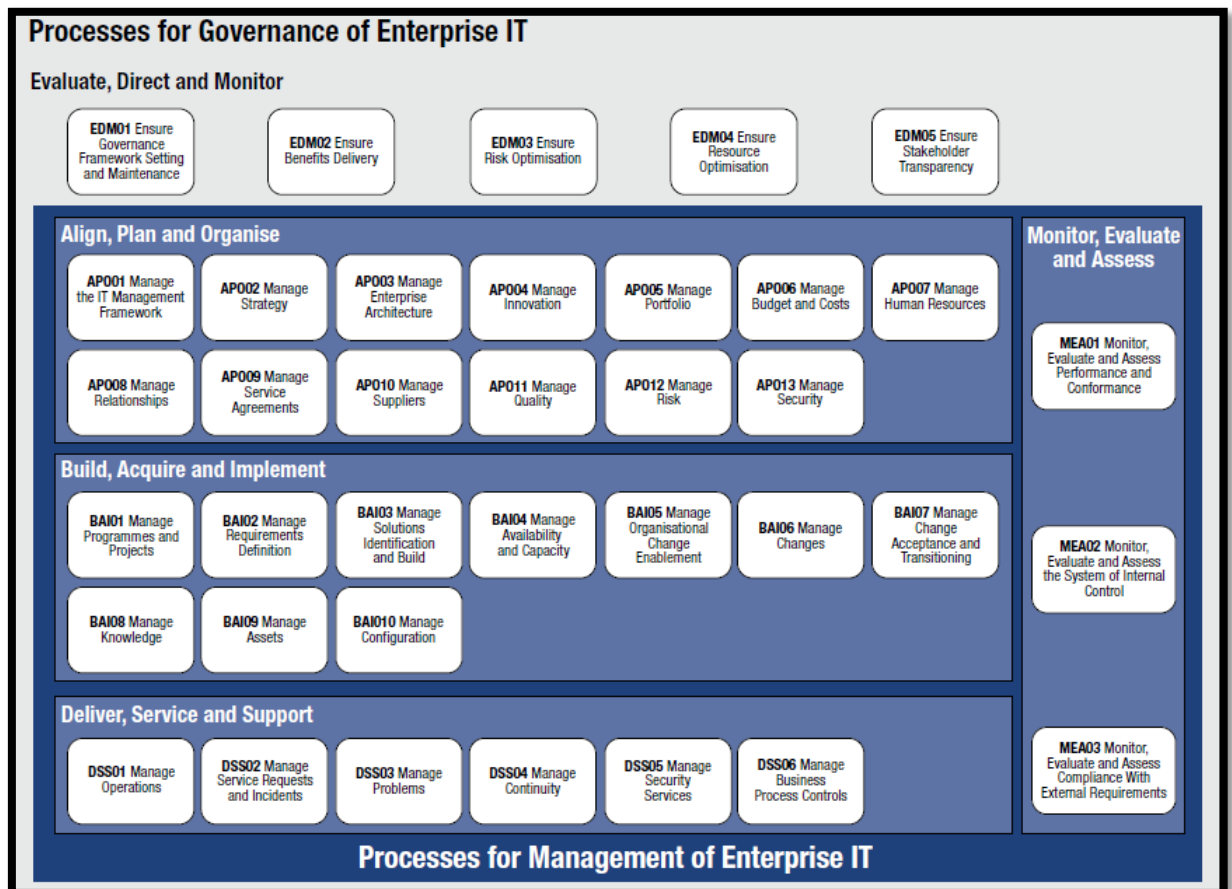 Processes for Governance of Enterprise IT
Evaluate, Direct and Monitor
EDM01 Ensure
Governance
Framework Setting
and Maintenance
EDM02 Ensure
Benefits Delivery
EDM03 Ensure
Risk Optimisation
EDM04 Ensure
Resource
Optimisation
EDM05 Ensure
Stakeholder
Transparency
Align, Plan and Organise
AP001 Manage
the IT Management
Framework
AP002 Manage
Strategy
AP003 Manage
Enterprise
Architecture
AP004 Manage
Innovation
AP005 Manage
Portfolio
AP006 Manage
Budget and Costs
AP007 Manage
Human Resources
AP008 Manage
Relationships
AP009 Manage
Service
Agreements
AP010 Manage
Suppliers
AP011 Manage
Quality
AP012 Manage
Risk
AP013 Manage
Security
Build, Acquire and Implement
BAI01 Manage
Programmes and
Projects
BAI02 Manage
Requirements
Definition
BAI03 Manage
Solutions
Identification
and Build
BAI04 Manage
Availability
and Capacity
BAI05 Manage
Organisational
Change
Enablement
BAI06 Manage
Changes
BAI07 Manage
Change
Acceptance and
Transitioning
BAI08 Manage
Knowledge
BAI09 Manage
Assets
BAI010 Manage
Configuration
Deliver, Service and Support
DSS01 Manage
Operations
DSS02 Manage
Service Requests
and Incidents
DSS03 Manage
Problems
DSS04 Manage
Continuity
DSS05 Manage
Security
Services
DSS06 Manage
Business
Process Controls
Monitor, Evaluate
and Assess
MEA01 Monitor,
Evaluate and Assess
Performance and
Conformance
MEA02 Monitor,
Evaluate and Assess
the System of Internal
Control
MEA03 Monitor,
Evaluate and Assess
Compliance With
External Requirements
Processes for Management of Enterprise IT